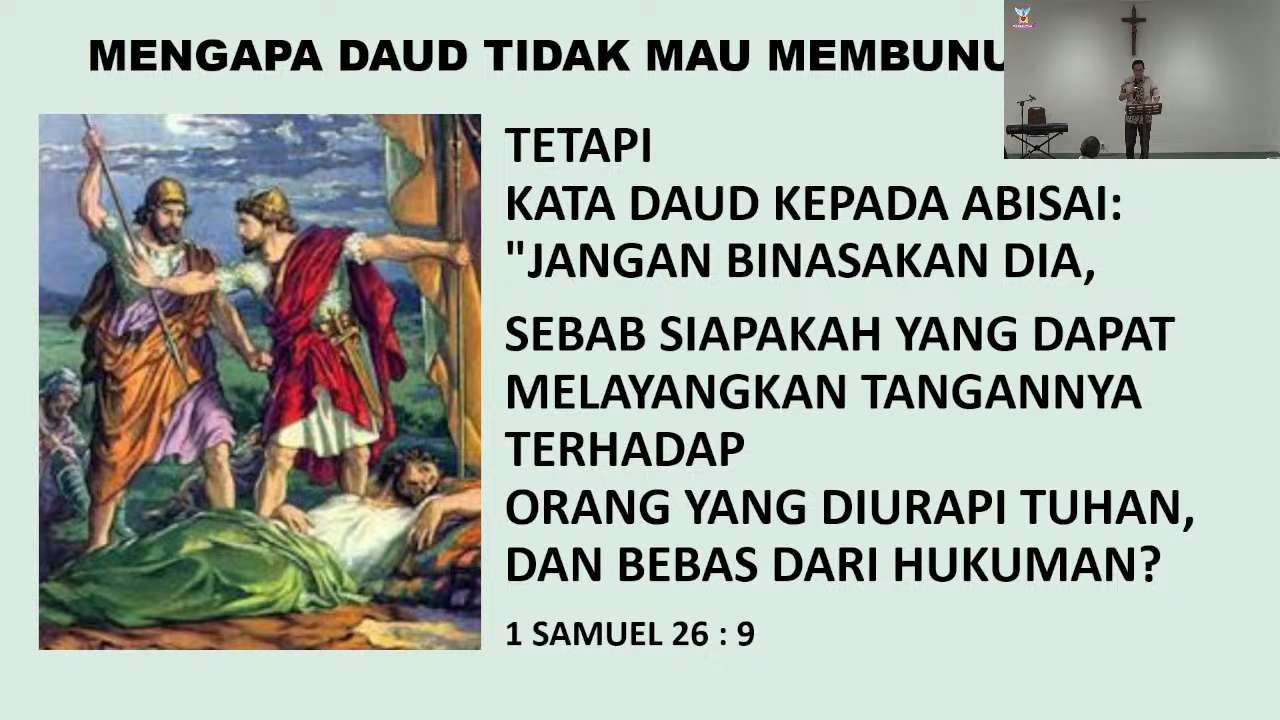 MENGAPA DAUD TIDAK MAU
TETAPI
KATA DAUD KEPADA ABISAI:
"JANGAN BINASAKAN DIA,
SEBAB SIAPAKAH YANG DAPAT
MELAYANGKAN TANGANNYA
TERHADAP
ORANG YANG DIURAPI TUHAN,
DAN BEBAS DARI HUKUMAN?
1 SAMUEL 26 : 9